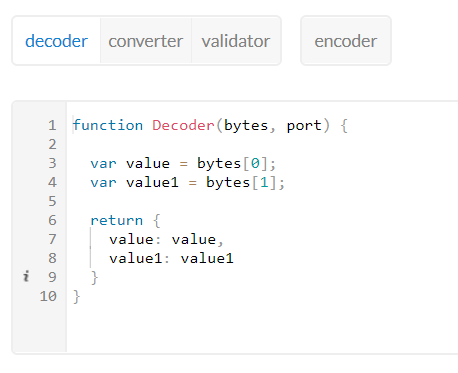 decoder converter validator encoder
1 function Decoder(bytes, port) {
2
3 var value = bytes[0];
4 var value1 = bytes[1];
5
6 return {
7 value: value,
8 value1: value1
i 9 }
10 }